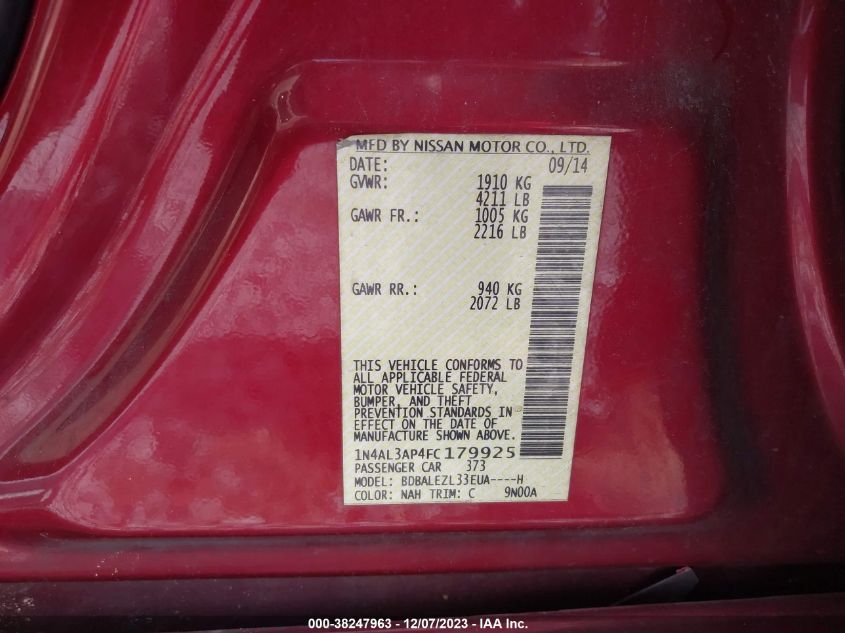 MFD BY NISSAN MOTOR CO., LTD.
DATE: 09/14
GVWR: 1910 KG
4211 LB
GAWR FR.: 1005 KG
2216 LB
GAWR RR.: 940 KG
2072 LB
THIS VEHICLE CONFORMS TO
ALL APPLICABLE FEDERAL
MOTOR VEHICLE SAFETY,
BUMPER, AND THEFT
PREVENTION STANDARDS IN
EFFECT ON THE DATE OF
MANUFACTURE SHOWN ABOVE.
1N4AL3AP4FC179925
PASSENGER CAR 373
MODEL: BDBALEZL33EUA----H
COLOR: NAH TRIM: C 9N00A
000-38247963 - 12/07/2023 - IAA Inc.